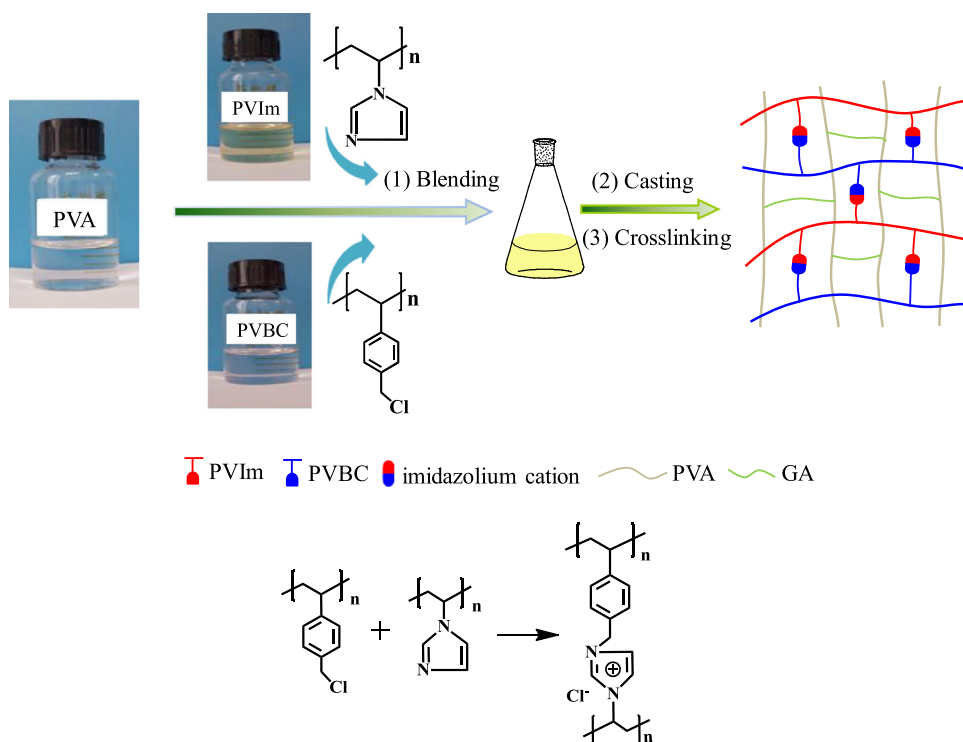 PVIm
n
N
N
(1) Blending
PVA
(2) Casting
(3) Crosslinking
PVBC
n
Cl
PVIm PVBC imidazolium cation PVA GA
n
Cl
+
n
N
N
n
N
+
Cl-
N
n